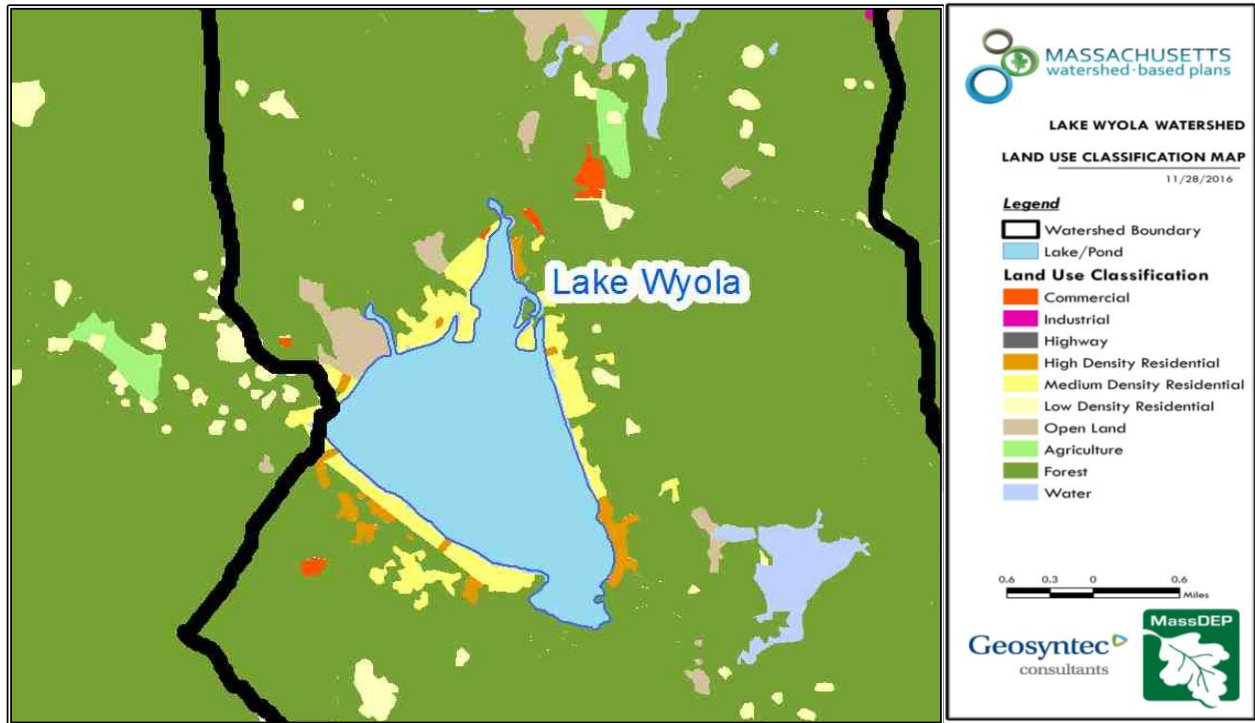 Lake Wyola
MASSACHUSETTS
watershed·based plans
LAKE WYOLA WATERSHED
LAND USE CLASSIFICATION MAP
11/28/2016
Legend
Watershed Boundary
Lake/Pond
Land Use Classification
Commercial
Industrial
Highway
High Density Residential
Medium Density Residential
Low Density Residential
Open Land
Agriculture
Forest
Water
0.6 0.3 0 0.6
Miles
Geosyntec
consultants
MassDEP